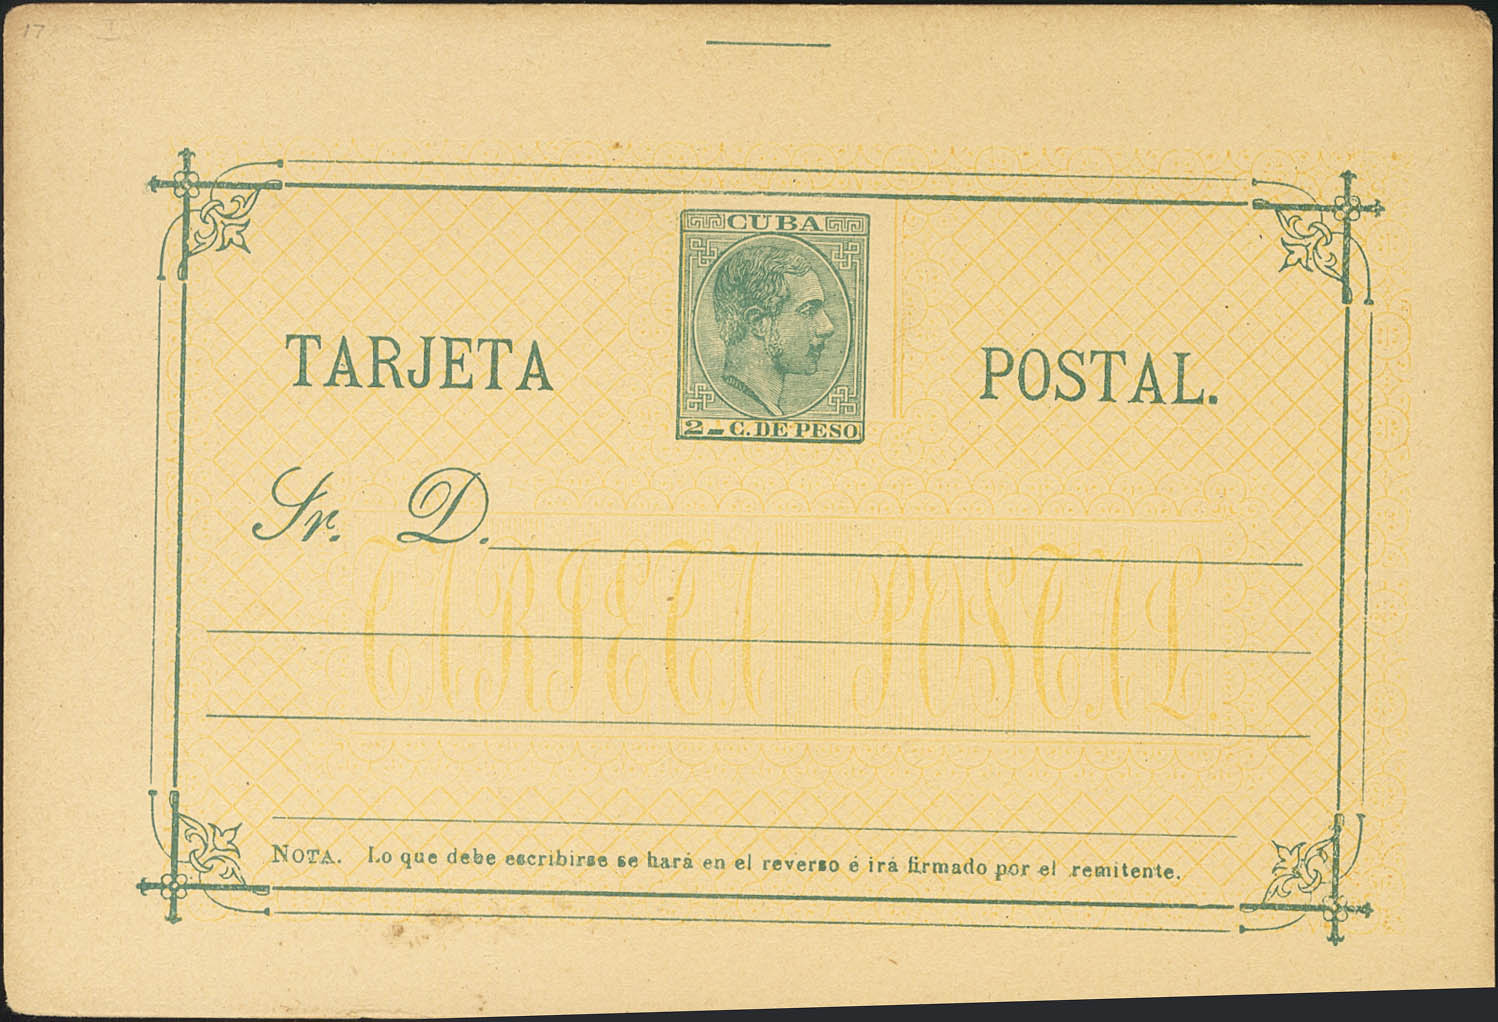 17 I
CUBA
TARJETA POSTAL.
2 - C. DE PESO
Sr. D.
TARJETA POSTAL.
NOTA. Lo que debe escribirse se hará en el reverso é irá firmado por el remitente.